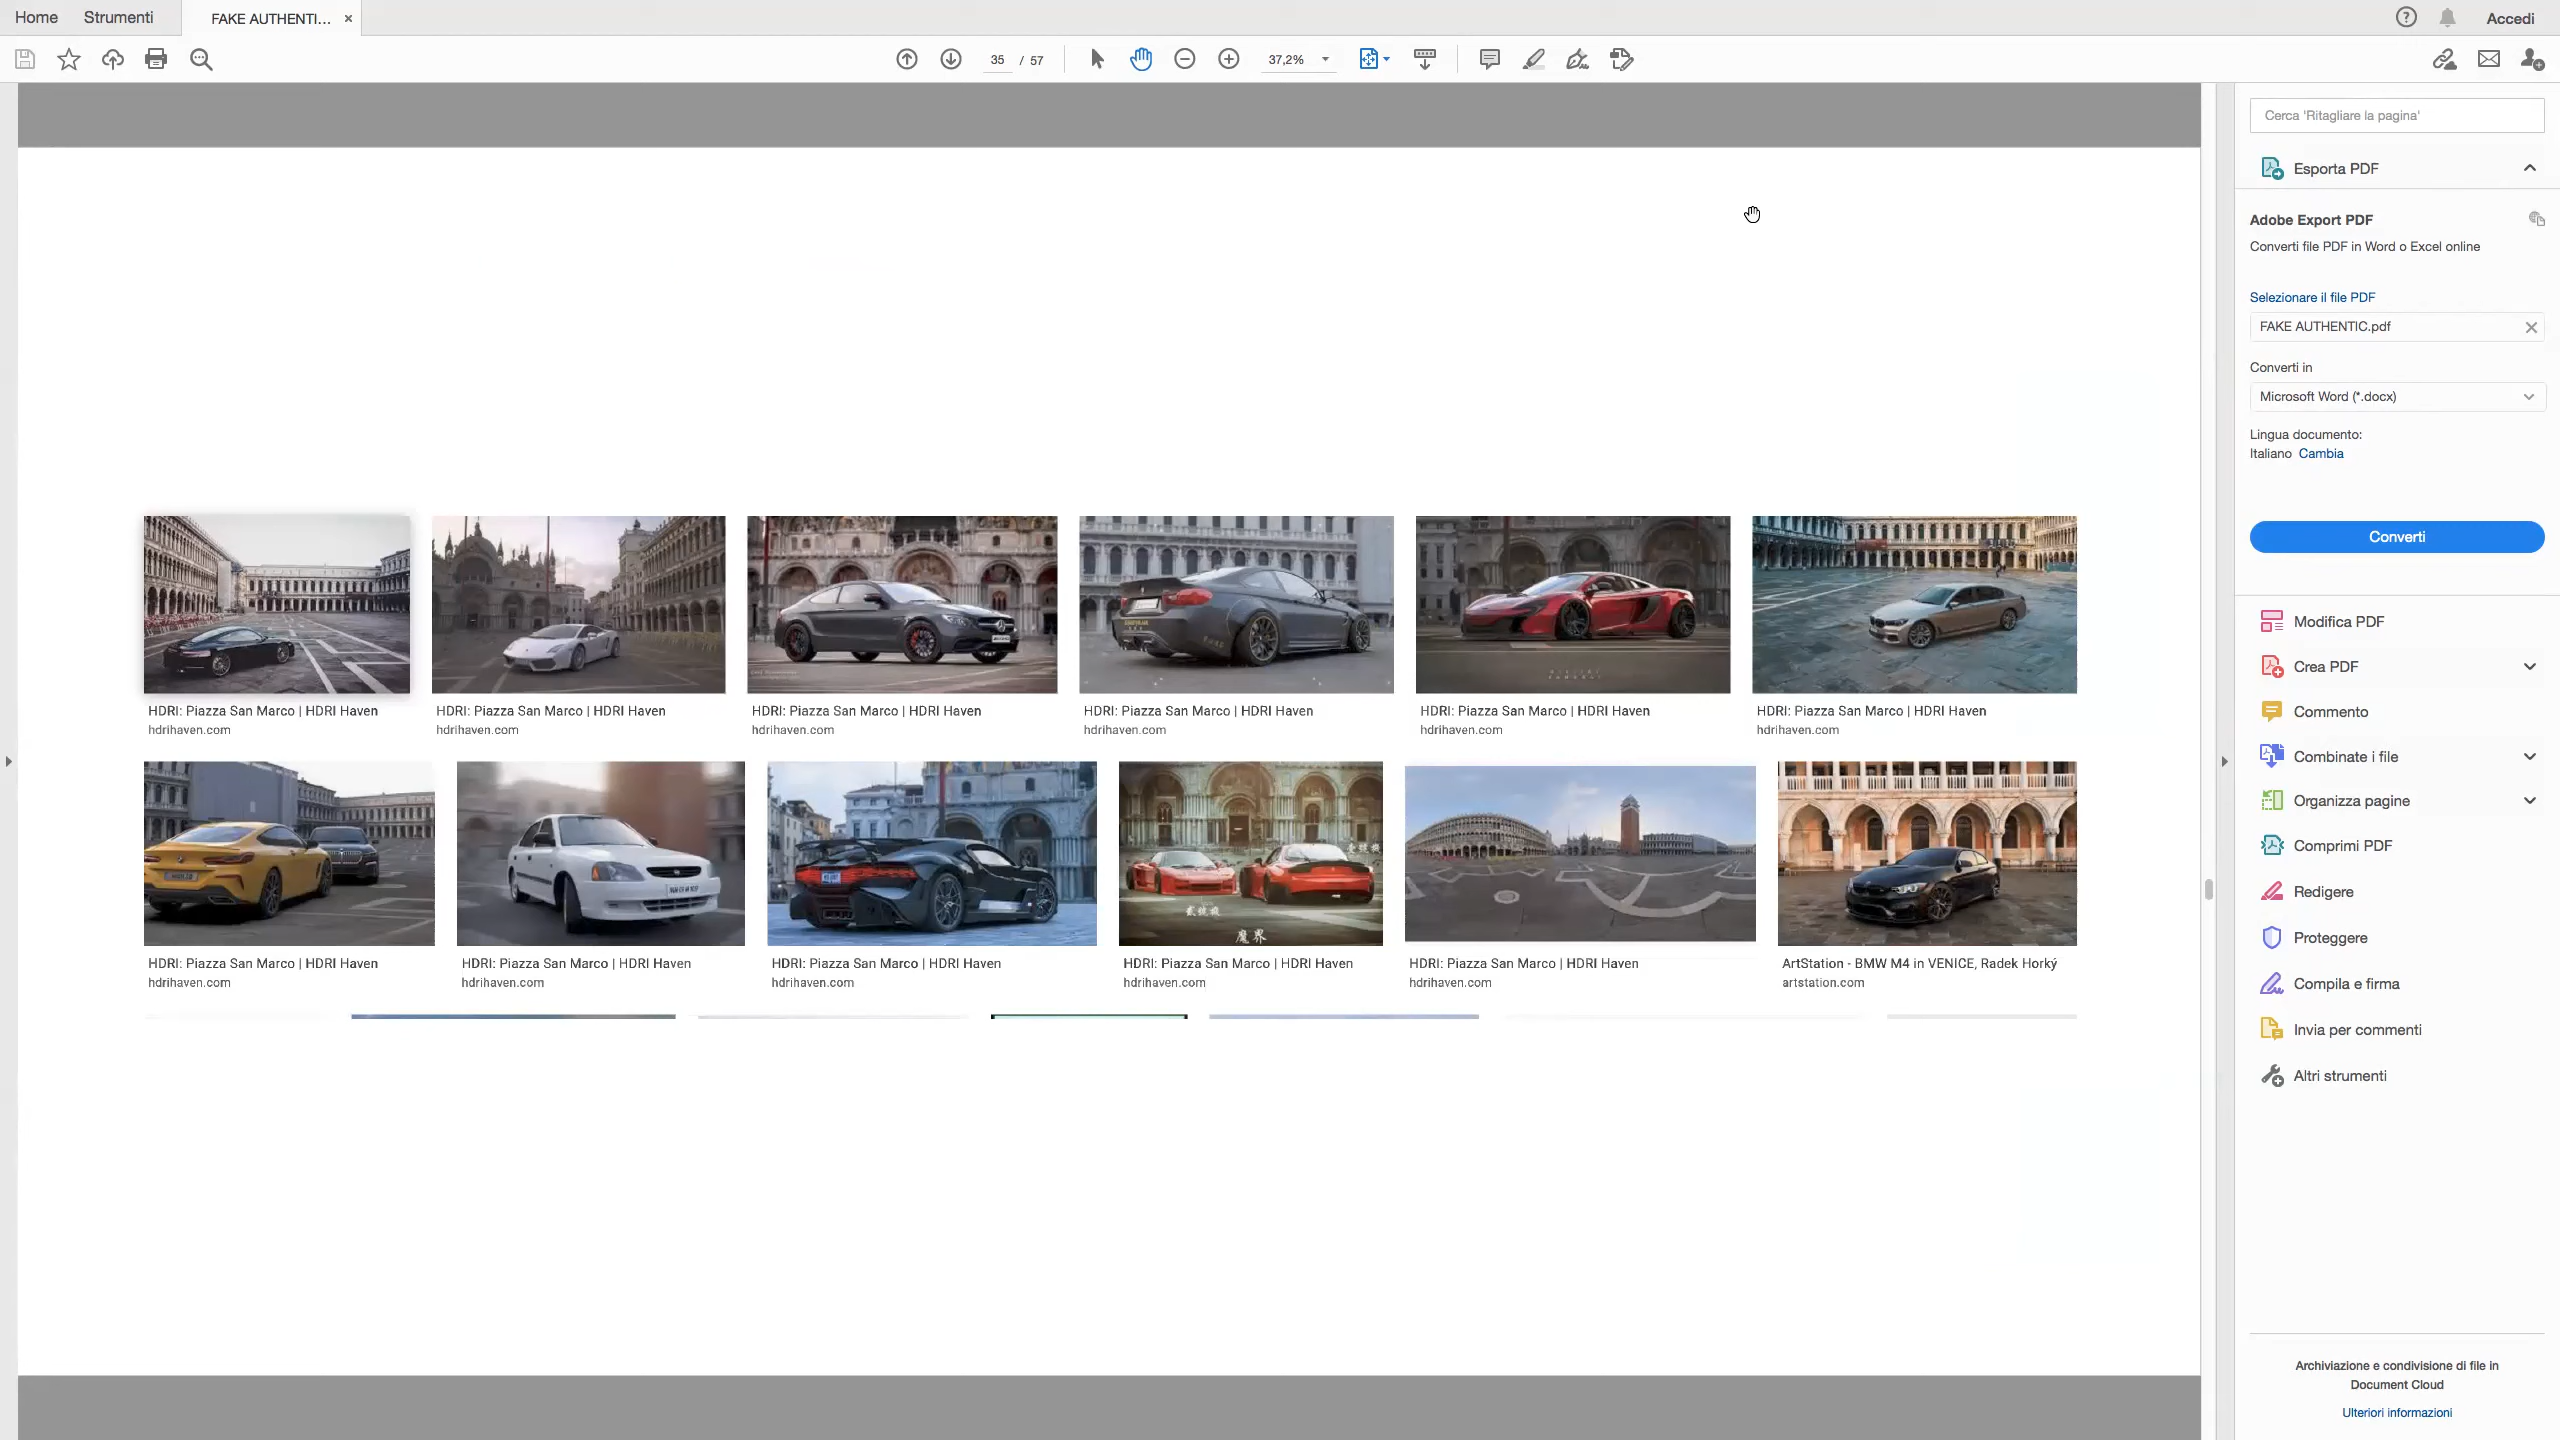 Home
Strumenti
FAKE AUTHENTI...
Accedi
35 / 57
37,2%
Cerca 'Ritagliare la pagina'
Esporta PDF
Adobe Export PDF
Converti file PDF in Word o Excel online
Selezionare il file PDF
FAKE AUTHENTIC.pdf
Converti in
Microsoft Word (*.docx)
Lingua documento:
Italiano Cambia
Converti
Modifica PDF
Crea PDF
Commento
Combinate i file
Organizza pagine
Comprimi PDF
Redigere
Proteggere
Compila e firma
Invia per commenti
Altri strumenti
Archiviazione e condivisione di file in
Document Cloud
Ulteriori informazioni
HDRI: Piazza San Marco | HDRI Haven
hdrihaven.com
HDRI: Piazza San Marco | HDRI Haven
hdrihaven.com
HDRI: Piazza San Marco | HDRI Haven
hdrihaven.com
HDRI: Piazza San Marco | HDRI Haven
hdrihaven.com
HDRI: Piazza San Marco | HDRI Haven
hdrihaven.com
HDRI: Piazza San Marco | HDRI Haven
hdrihaven.com
HDRI: Piazza San Marco | HDRI Haven
hdrihaven.com
HDRI: Piazza San Marco | HDRI Haven
hdrihaven.com
HDRI: Piazza San Marco | HDRI Haven
hdrihaven.com
魔界
HDRI: Piazza San Marco | HDRI Haven
hdrihaven.com
HDRI: Piazza San Marco | HDRI Haven
hdrihaven.com
ArtStation - BMW M4 in VENICE, Radek Horký
artstation.com